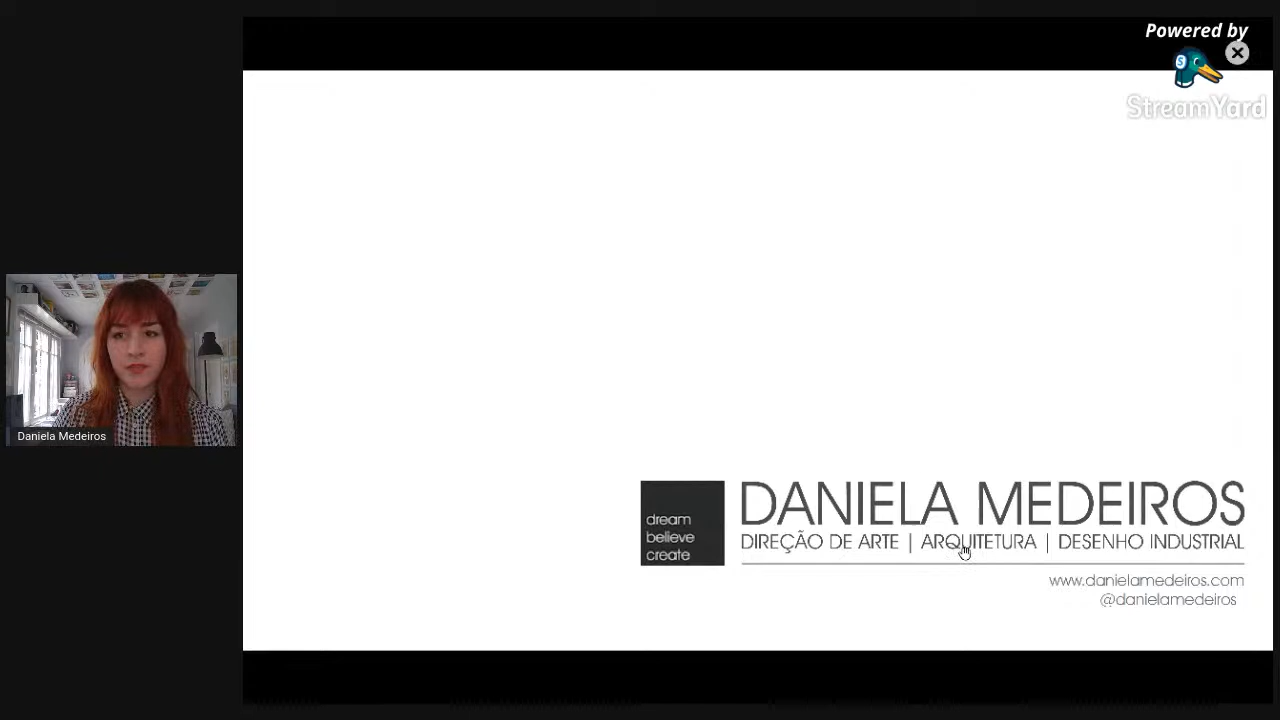 Powered by
StreamYard
Daniela Medeiros
dream
believe
create
DANIELA MEDEIROS
DIREÇÃO DE ARTE | ARQUITETURA | DESENHO INDUSTRIAL
www.danielamedeiros.com
@danielamedeiros